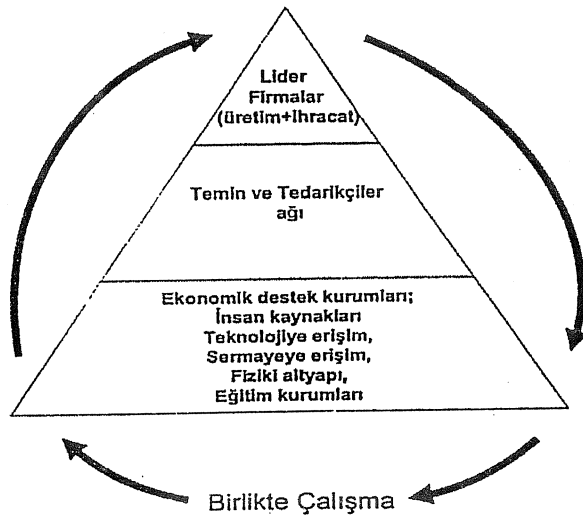 Lider
Firmalar
(üretim+ihracat)
Temin ve Tedarikçiler
ağı
Ekonomik destek kurumları;
İnsan kaynakları
Teknolojiye erişim,
Sermayeye erişim,
Fiziki altyapı,
Eğitim kurumları
Birlikte Çalışma